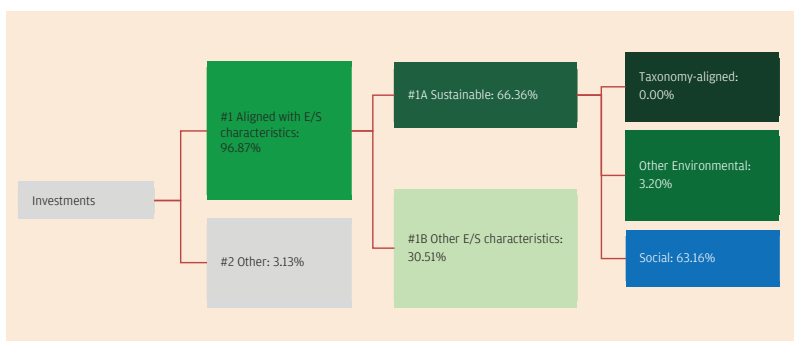 Investments
#1 Aligned with E/S
characteristics:
96.87%
#2 Other: 3.13%
#1A Sustainable: 66.36%
#1B Other E/S characteristics:
30.51%
Taxonomy-aligned:
0.00%
Other Environmental:
3.20%
Social: 63.16%